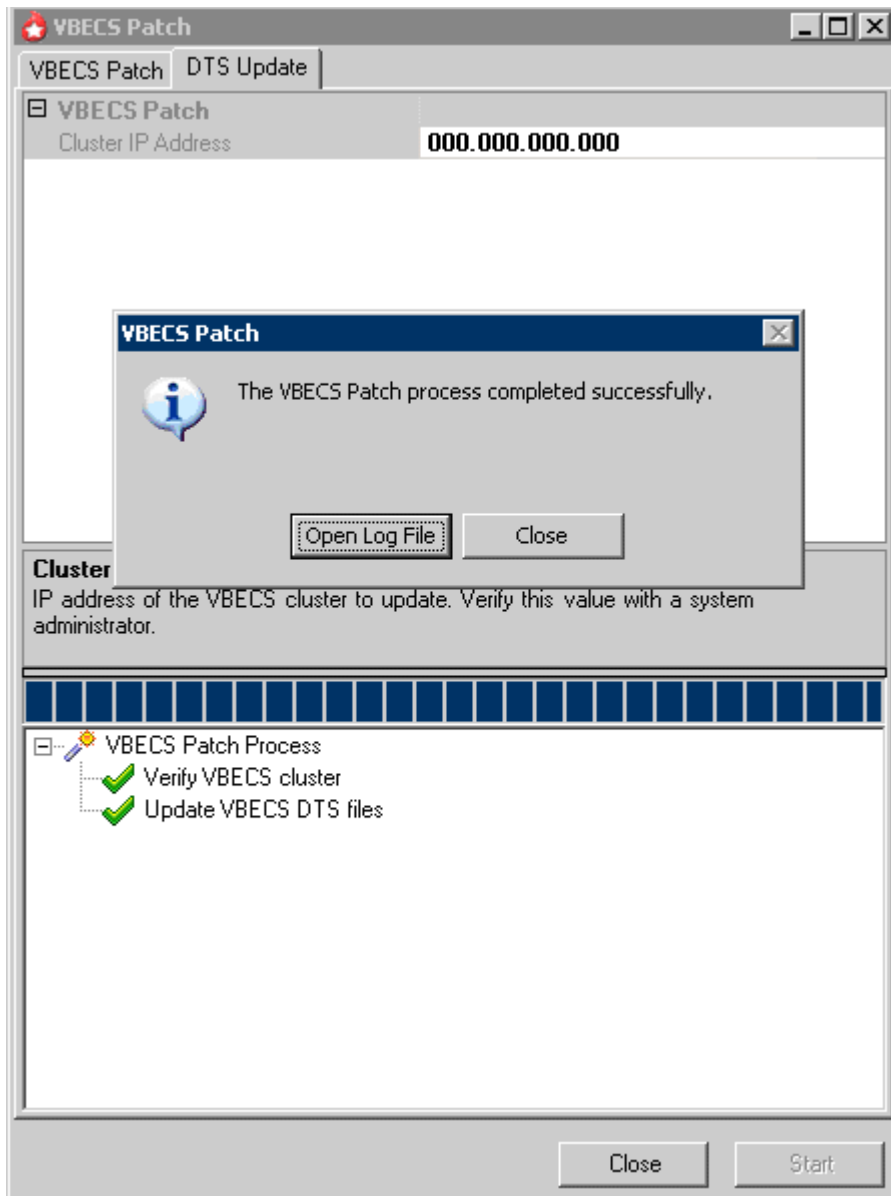 VBECS Patch
VBECS Patch
DTS Update
VBECS Patch
Cluster IP Address
000.000.000.000
VBECS Patch
The VBECS Patch process completed successfully.
Open Log File
Close
Cluster
IP address of the VBECS cluster to update. Verify this value with a system
administrator.
VBECS Patch Process
Verify VBECS cluster
Update VBECS DTS files
Close
Start